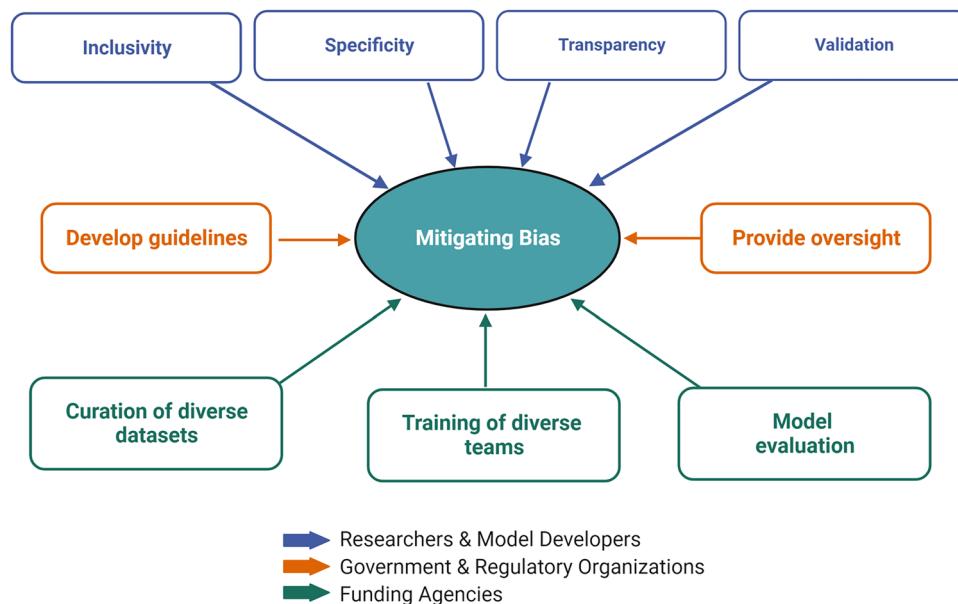 Inclusivity
Specificity
Transparency
Validation
Develop guidelines
Mitigating Bias
Provide oversight
Curation of diverse
datasets
Training of diverse
teams
Model
evaluation
Researchers & Model Developers
Government & Regulatory Organizations
Funding Agencies